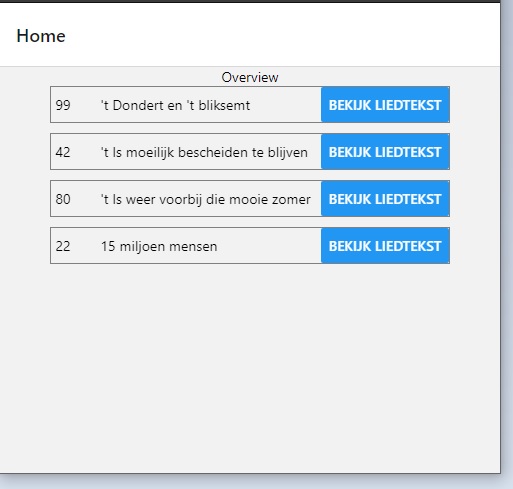 Home
Overview
99 't Dondert en 't bliksemt BEKIJK LIEDTEKST
42 't Is moeilijk bescheiden te blijven BEKIJK LIEDTEKST
80 't Is weer voorbij die mooie zomer BEKIJK LIEDTEKST
22 15 miljoen mensen BEKIJK LIEDTEKST